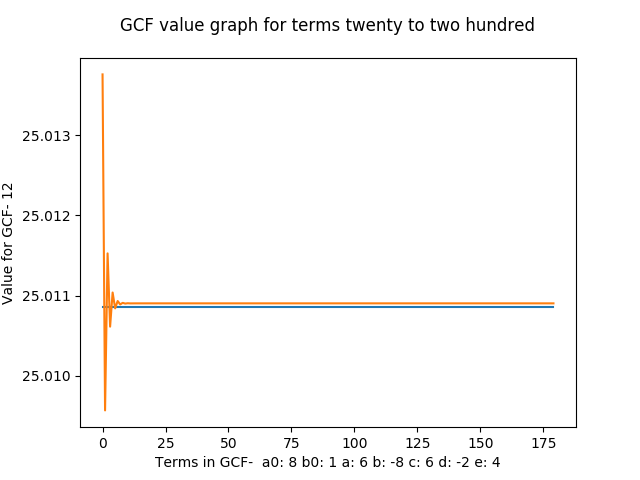 GCF value graph for terms twenty to two hundred
25.013
25.012
25.011
25.010
Value for GCF- 12
0 25 50 75 100 125 150 175
Terms in GCF-  a0: 8 b0: 1 a: 6 b: -8 c: 6 d: -2 e: 4